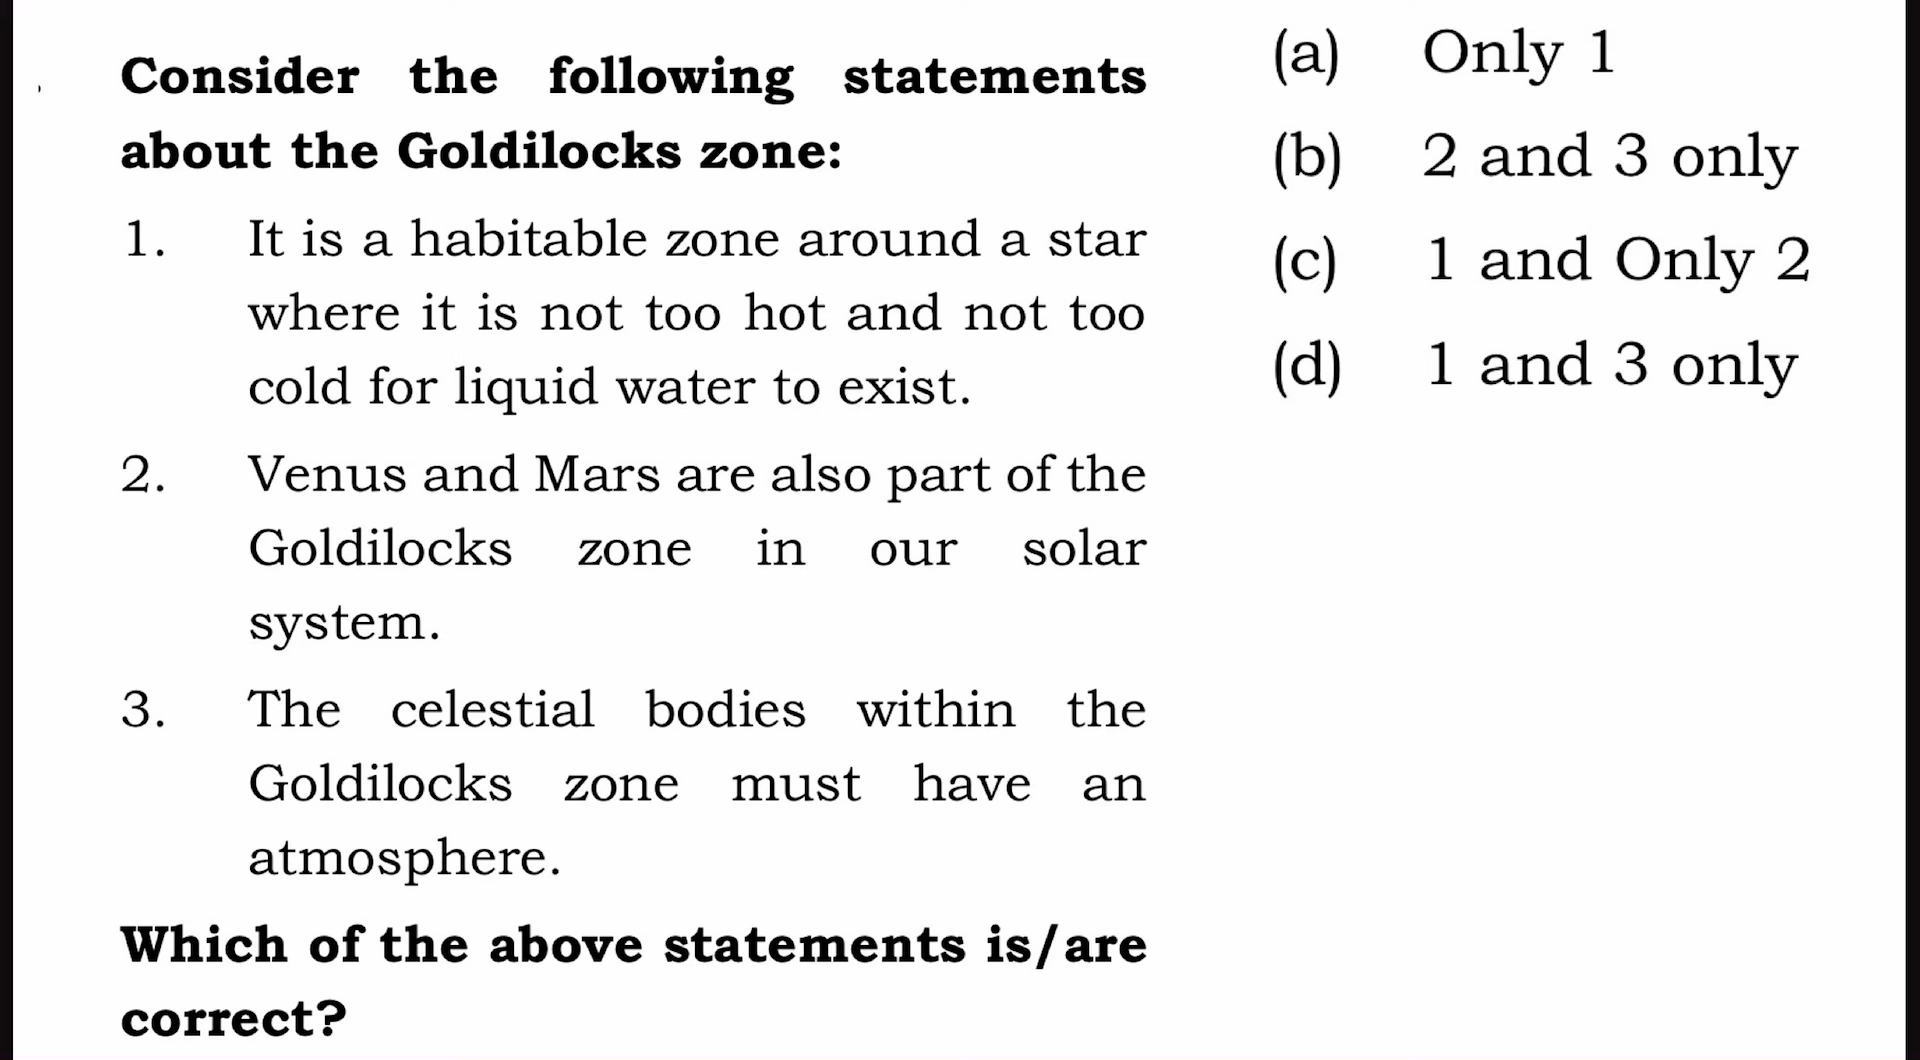 Consider the following statements
about the Goldilocks zone:
1. It is a habitable zone around a star
where it is not too hot and not too
cold for liquid water to exist.
2. Venus and Mars are also part of the
Goldilocks zone in our solar
system.
3. The celestial bodies within the
Goldilocks zone must have an
atmosphere.
Which of the above statements is/are
correct?
(a) Only 1
(b) 2 and 3 only
(c) 1 and Only 2
(d) 1 and 3 only